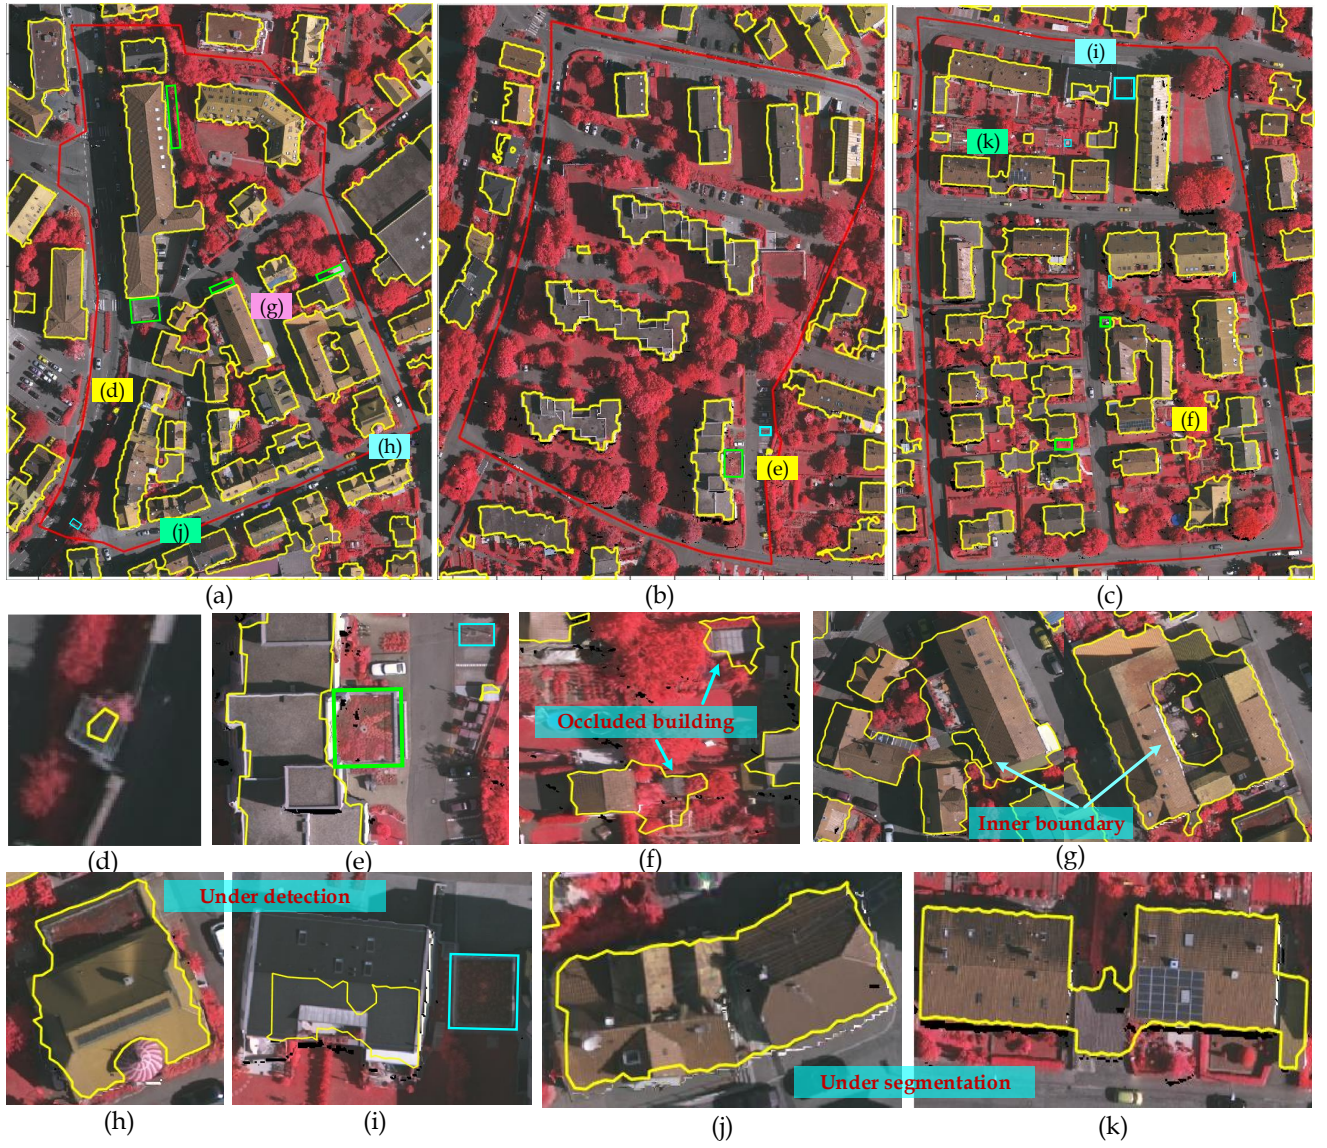 (i)
(k)
(g)
(d)
(f)
(h)
(e)
(j)
(a)
(b)
(c)
Occluded building
Inner boundary
(d)
(e)
(f)
(g)
Under detection
Under segmentation
(h)
(i)
(j)
(k)